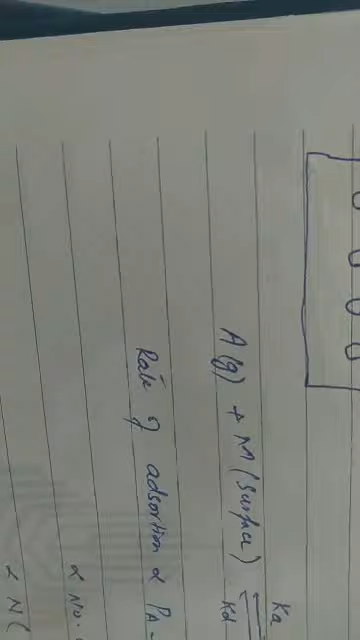 Ka
A(g) + M(surface) ⇌
Kd
Rate of adsorption α PA -
α No.
α N(